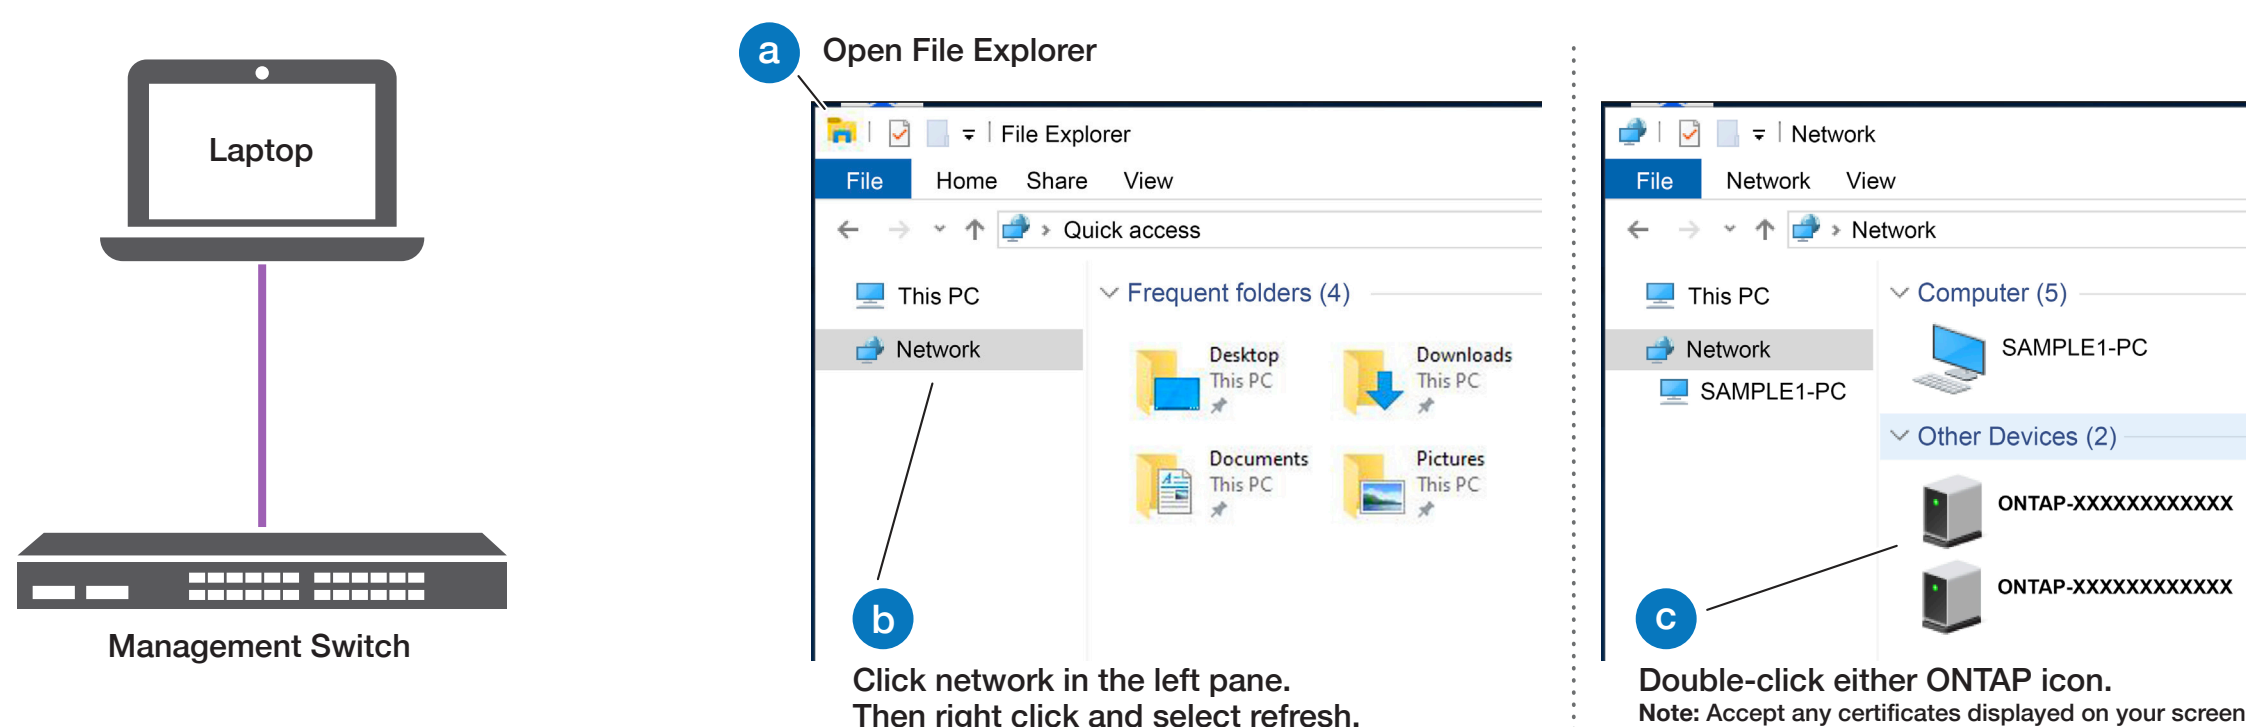 Laptop
Management Switch
a
Open File Explorer
File Explorer
File Home Share View
Quick access
This PC
Network
Frequent folders (4)
Desktop
This PC
Downloads
This PC
Documents
This PC
Pictures
This PC
b
Click network in the left pane.
Then right click and select refresh.
Network
File Network View
Network
This PC
Network
SAMPLE1-PC
Computer (5)
SAMPLE1-PC
Other Devices (2)
ONTAP-XXXXXXXXXXXX
ONTAP-XXXXXXXXXXXX
c
Double-click either ONTAP icon.
Note: Accept any certificates displayed on your screen